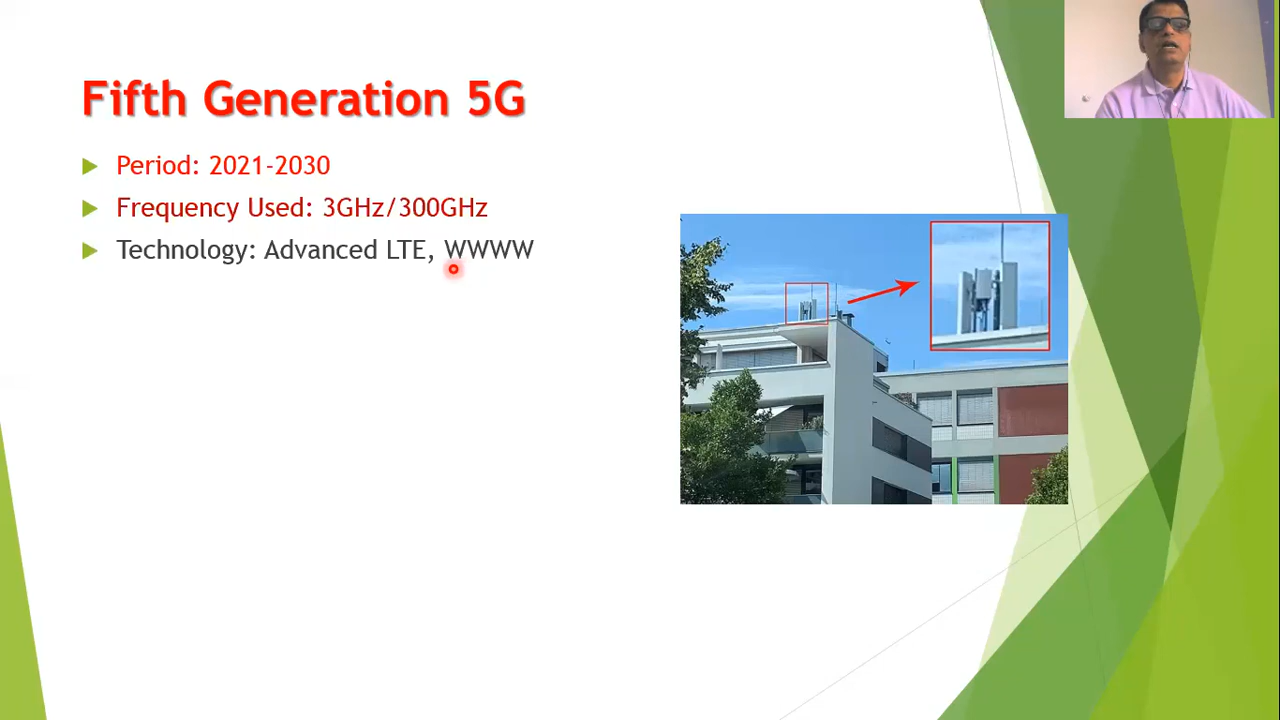 Fifth Generation 5G
Period: 2021-2030
Frequency Used: 3GHz/300GHz
Technology: Advanced LTE, WWWW